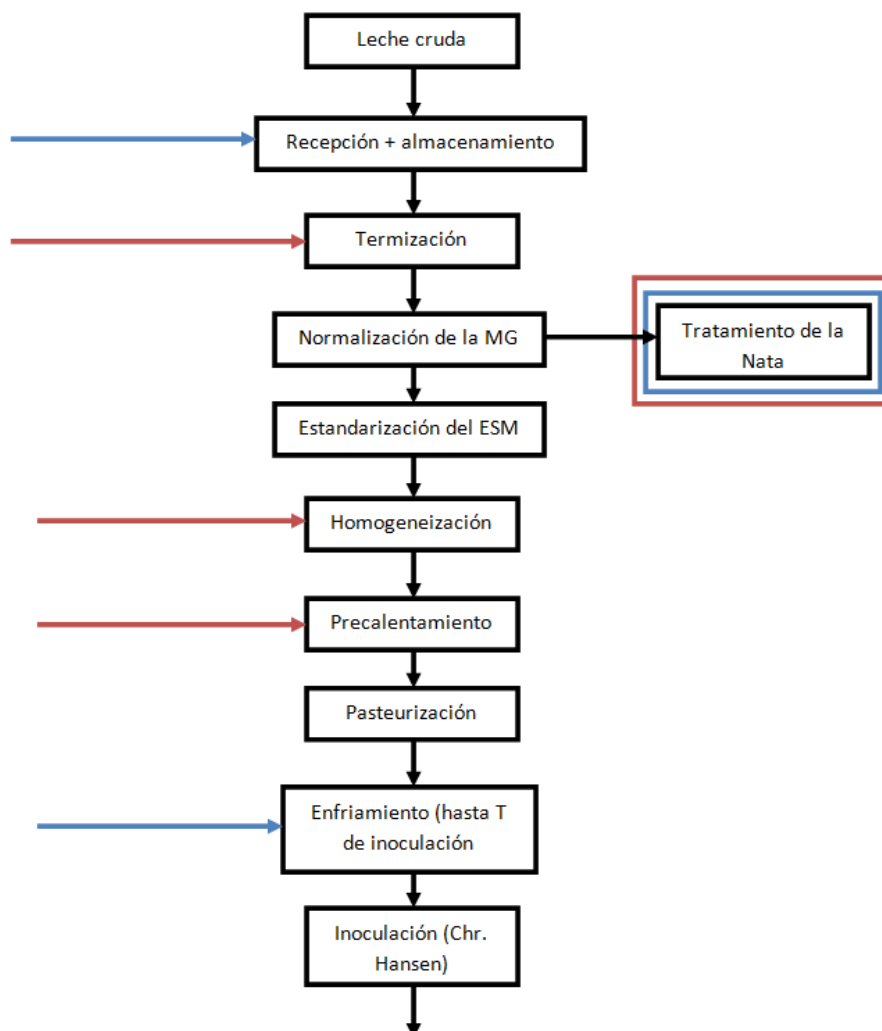 Leche cruda
Recepción + almacenamiento
Termización
Normalización de la MG
Tratamiento de la
Nata
Estandarización del ESM
Homogeneización
Precalentamiento
Pasteurización
Enfriamiento (hasta T
de inoculación
Inoculación (Chr.
Hansen)